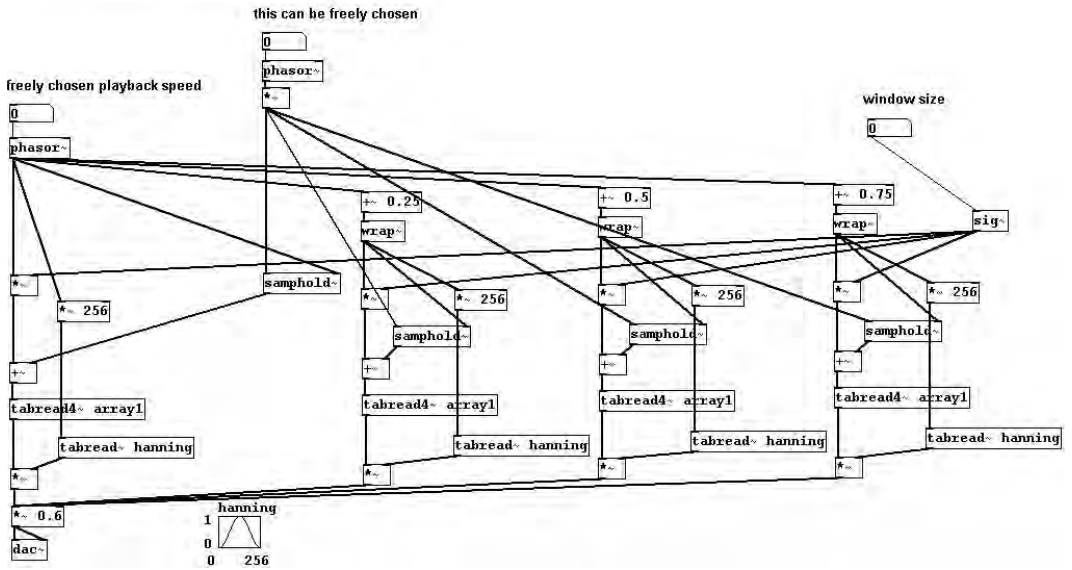 this can be freely chosen
0
phasor~
*~
freely chosen playback speed
0
phasor~
window size
0
+~ 0.25
+~ 0.5
+~ 0.75
wrap~
wrap~
wrap~
sig~
*~
samphold~
*~
*~
*~
*~ 256
*~ 256
*~ 256
*~ 256
samphold~
samphold~
samphold~
+~
+~
+~
+~
tabread4~ array1
tabread4~ array1
tabread4~ array1
tabread4~ array1
tabread~ hanning
tabread~ hanning
tabread~ hanning
tabread~ hanning
*~
*~
*~
*~
*~ 0.6
dac~
hanning
1
0
0 256